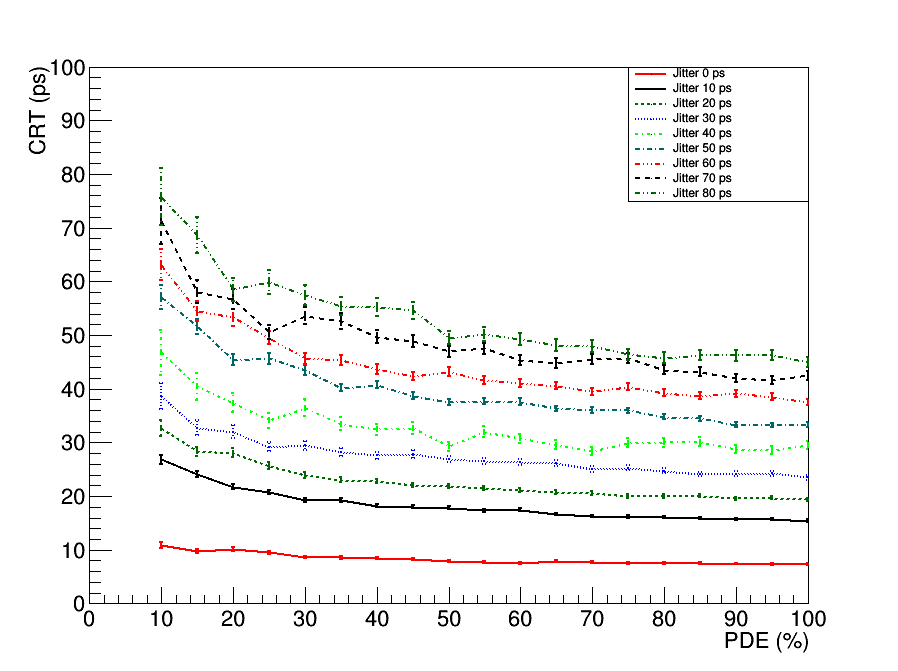 CRT (ps)
100
90
80
70
60
50
40
30
20
10
0
Jitter 0 ps
Jitter 10 ps
Jitter 20 ps
Jitter 30 ps
Jitter 40 ps
Jitter 50 ps
Jitter 60 ps
Jitter 70 ps
Jitter 80 ps
0 10 20 30 40 50 60 70 80 90 100
PDE (%)